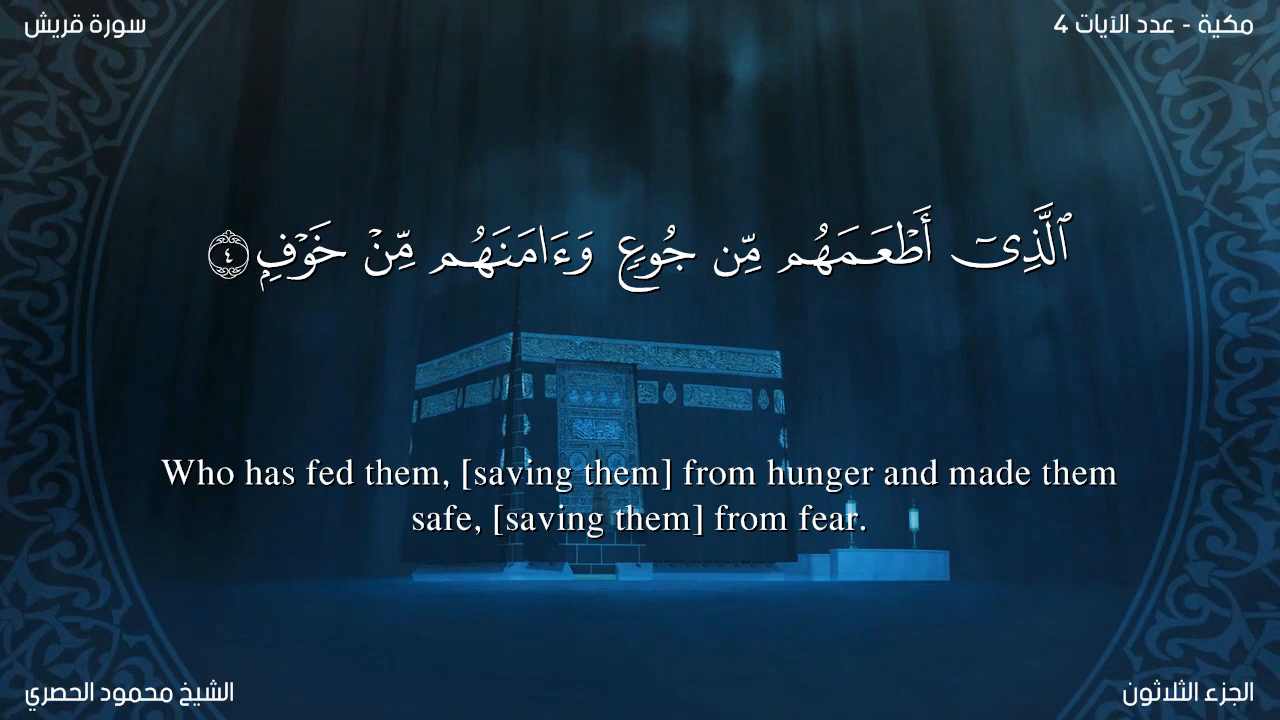 سورة قريش
مكية - عدد الآيات 4
ٱلَّذِىٓ أَطْعَمَهُم مِّن جُوعٍ وَءَامَنَهُم مِّنْ خَوْفٍۭ ٤
Who has fed them, [saving them] from hunger and made them
safe, [saving them] from fear.
الشيخ محمود الحصري
الجزء الثلاثون